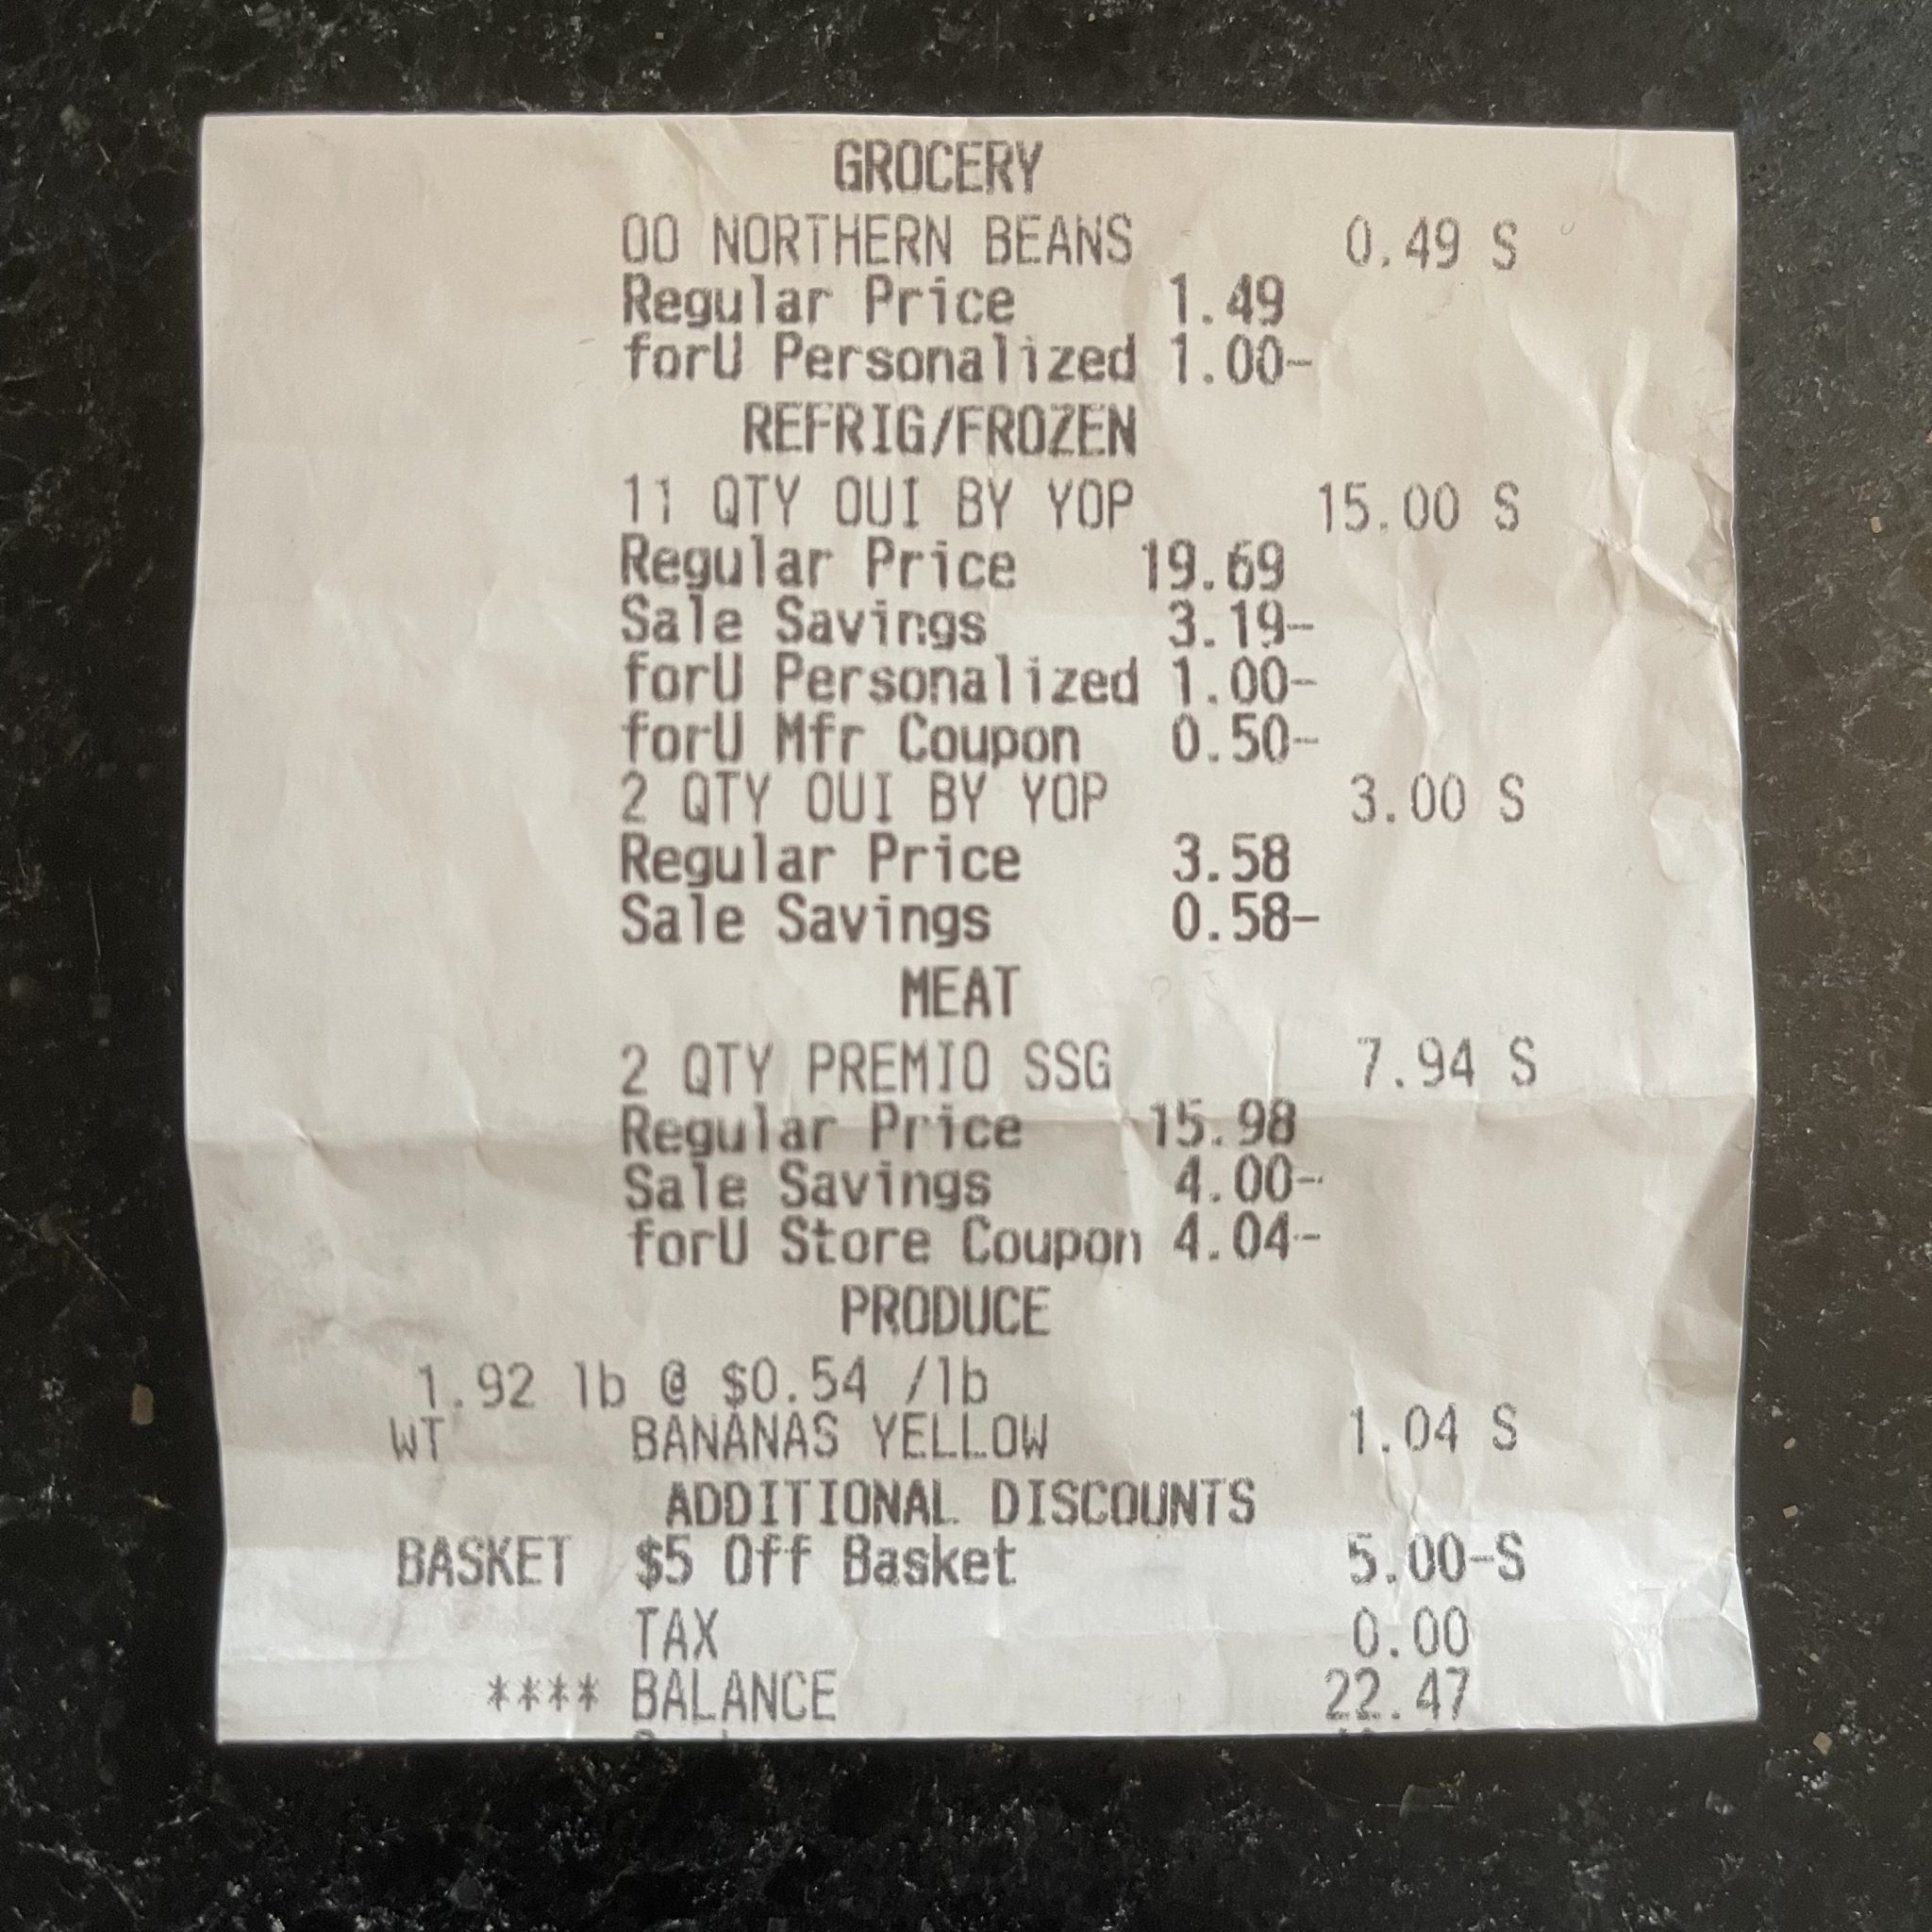 GROCERY
OO NORTHERN BEANS 0.49 S
Regular Price 1.49
forU Personalized 1.00-
REFRIG/FROZEN
11 QTY OUI BY YOP 15.00 S
Regular Price 19.69
Sale Savings 3.19-
forU Personalized 1.00-
forU Mfr Coupon 0.50-
2 QTY OUI BY YOP 3.00 S
Regular Price 3.58
Sale Savings 0.58-
MEAT
2 QTY PREMIO SSG 7.94 S
Regular Price 15.98
Sale Savings 4.00-
forU Store Coupon 4.04-
PRODUCE
1.92 lb @ $0.54 /lb
WT BANANAS YELLOW 1.04 S
ADDITIONAL DISCOUNTS
BASKET $5 Off Basket 5.00-S
TAX 0.00
**** BALANCE 22.47